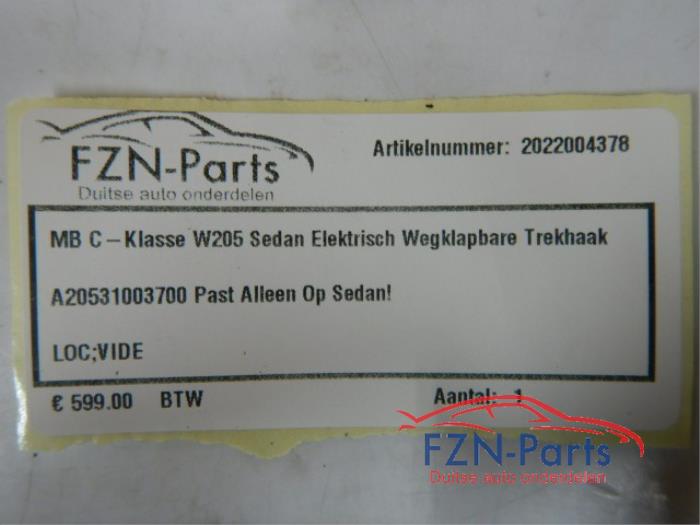 FZN-Parts
Duitse auto onderdelen
Artikelnummer: 2022004378
MB C-Klasse W205 Sedan Elektrisch Wegklapbare Trekhaak
A20531003700 Past Alleen Op Sedan!
LOC;VIDE
€ 599.00 BTW
Aantal: 1
FZN-Parts
Duitse auto onderdelen